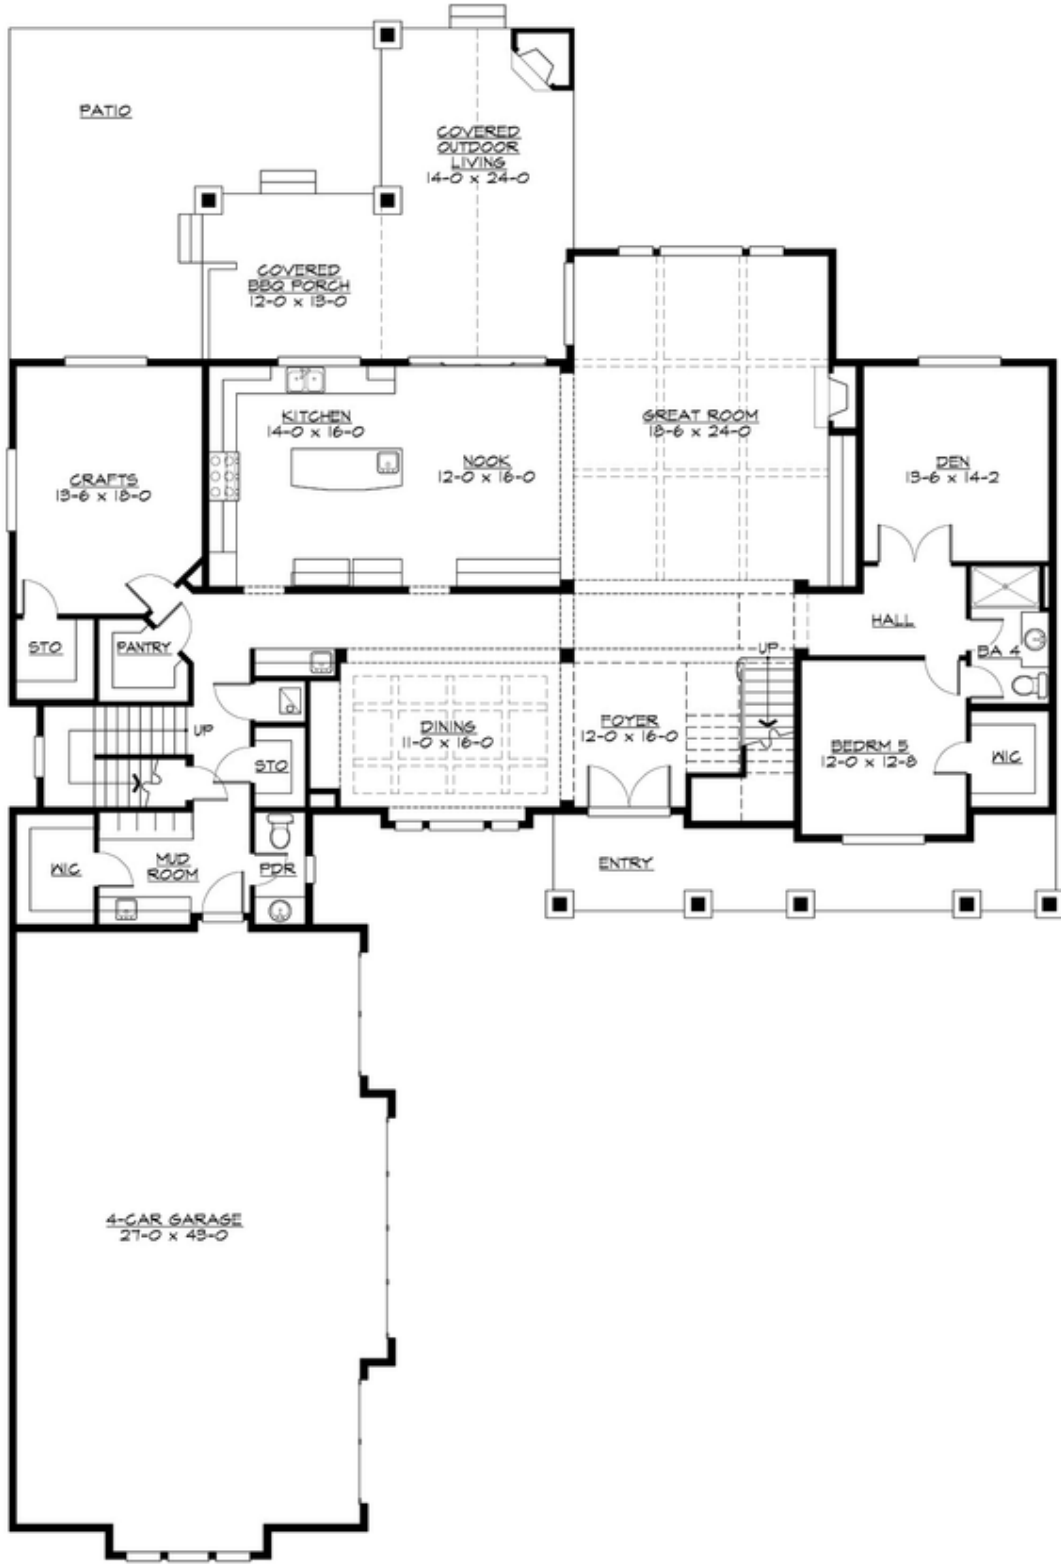 PATIO
COVERED
OUTDOOR
LIVING
14-0 x 24-0
COVERED
BBQ PORCH
12-0 x 13-0
KITCHEN
14-0 x 16-0
GREAT ROOM
18-6 x 24-0
NOOK
12-0 x 16-0
DEN
13-6 x 14-2
CRAFTS
13-6 x 18-0
HALL
STO
PANTRY
BA 4
UP
UP
DINING
11-0 x 16-0
FOYER
12-0 x 16-0
BEDRM 5
12-0 x 12-8
WIC
STO
WIC
MUD
ROOM
PDR
ENTRY
4-CAR GARAGE
27-0 x 43-0